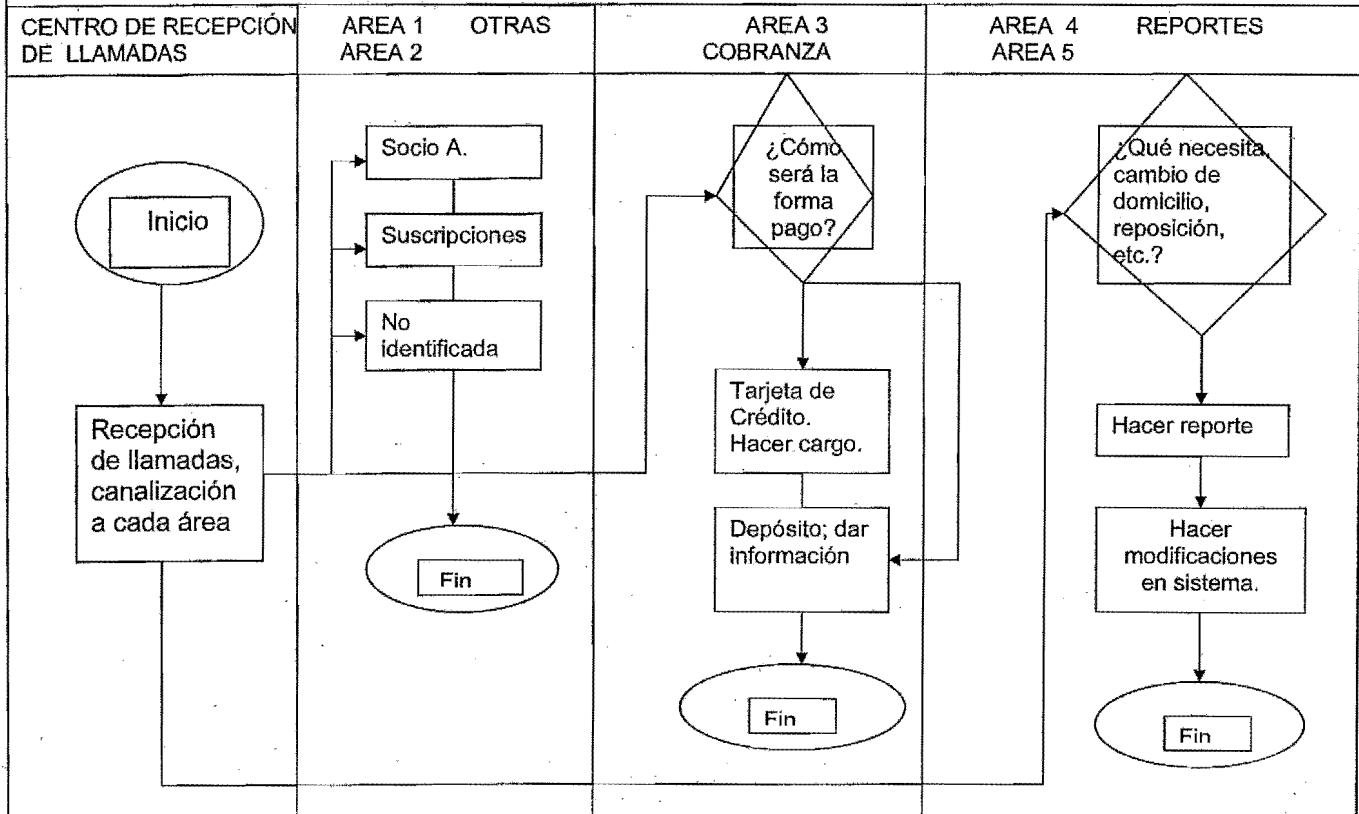 CENTRO DE RECEPCIÓN
DE LLAMADAS
AREA 1 OTRAS
AREA 2
AREA 3
COBRANZA
AREA 4 REPORTES
AREA 5
Inicio
Recepción
de llamadas,
canalización
a cada área
Socio A.
Suscripciones
No
identificada
Fin
¿Cómo
será la
forma
pago?
Tarjeta de
Crédito.
Hacer cargo.
Depósito; dar
información
Fin
¿Qué necesita,
cambio de
domicilio,
reposición,
etc.?
Hacer reporte
Hacer
modificaciones
en sistema.
Fin